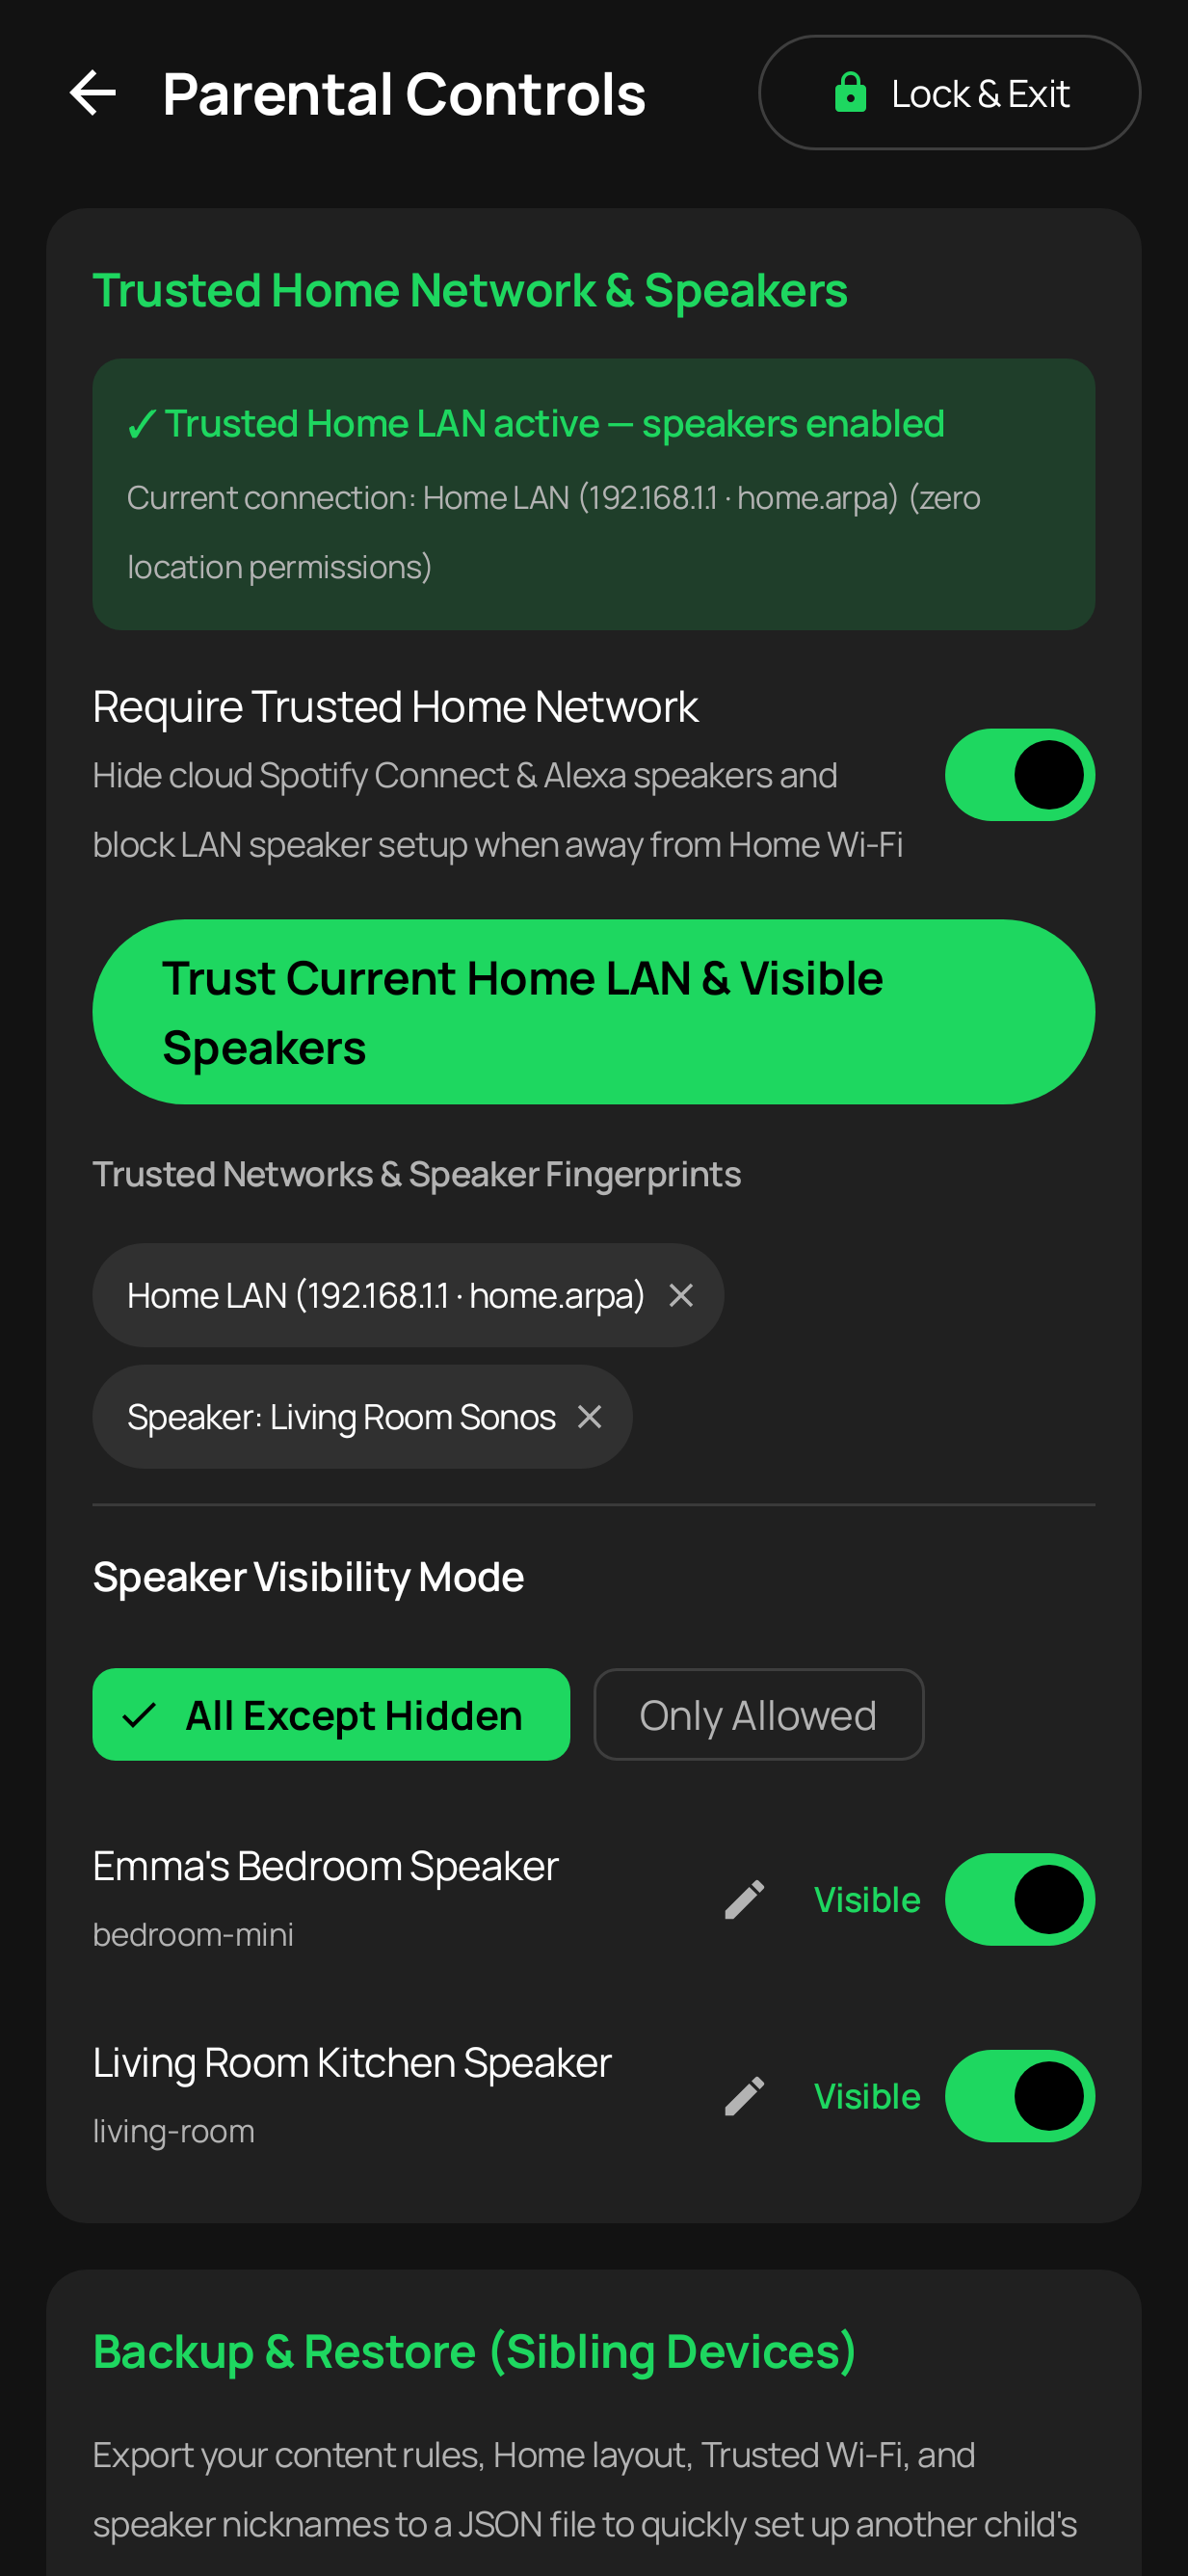 Parental Controls
Lock & Exit
Trusted Home Network & Speakers
✓ Trusted Home LAN active — speakers enabled
Current connection: Home LAN (192.168.1.1 · home.arpa) (zero
location permissions)
Require Trusted Home Network
Hide cloud Spotify Connect & Alexa speakers and
block LAN speaker setup when away from Home Wi-Fi
Trust Current Home LAN & Visible
Speakers
Trusted Networks & Speaker Fingerprints
Home LAN (192.168.1.1 · home.arpa)
Speaker: Living Room Sonos
Speaker Visibility Mode
All Except Hidden
Only Allowed
Emma's Bedroom Speaker
bedroom-mini
Visible
Living Room Kitchen Speaker
living-room
Visible
Backup & Restore (Sibling Devices)
Export your content rules, Home layout, Trusted Wi-Fi, and
speaker nicknames to a JSON file to quickly set up another child's